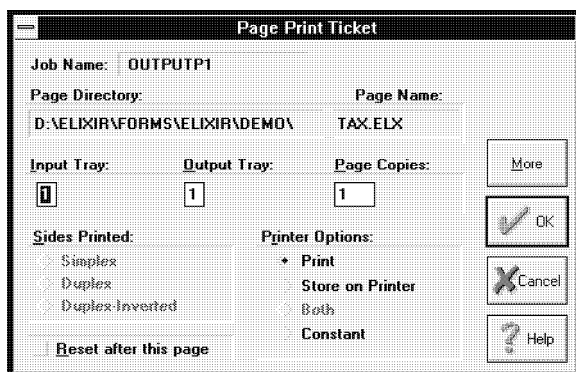 Page Print Ticket
Job Name: OUTPUTP1
Page Directory: Page Name:
D:\ELIXIR\FORMS\ELIXIR\DEMO\ TAX.ELX
Input Tray: Output Tray: Page Copies:
1 1 1
More
OK
Sides Printed: Printer Options:
Simplex Print
Duplex Store on Printer
Duplex-Inverted Both
Constant
Cancel
Reset after this page
Help